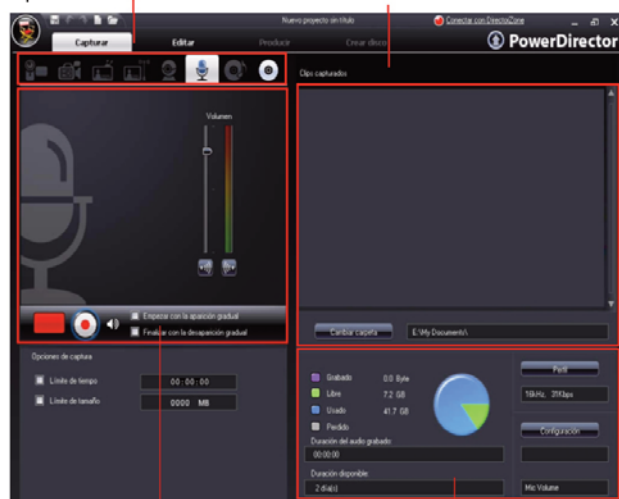 Nuevo proyecto sin título
Conectar con DirectorZone
Capturar
Editar
Producir
Crear disco
PowerDirector
Clips capturados
Volumen
Empezar con la aparición gradual
Finalizar con la desaparición gradual
Cambiar carpeta
E:\My Documents\
Opciones de captura
Límite de tiempo
00:00:00
Límite de tamaño
0000 MB
Grabado 0.0 Byte
Libre 7.2 GB
Usado 41.7 GB
Perdido
Perfil
16kHz, 31Kbps
Configuración
Duración del audio grabado:
00:00:00
Duración disponible:
2 día(s)
Mic Volume